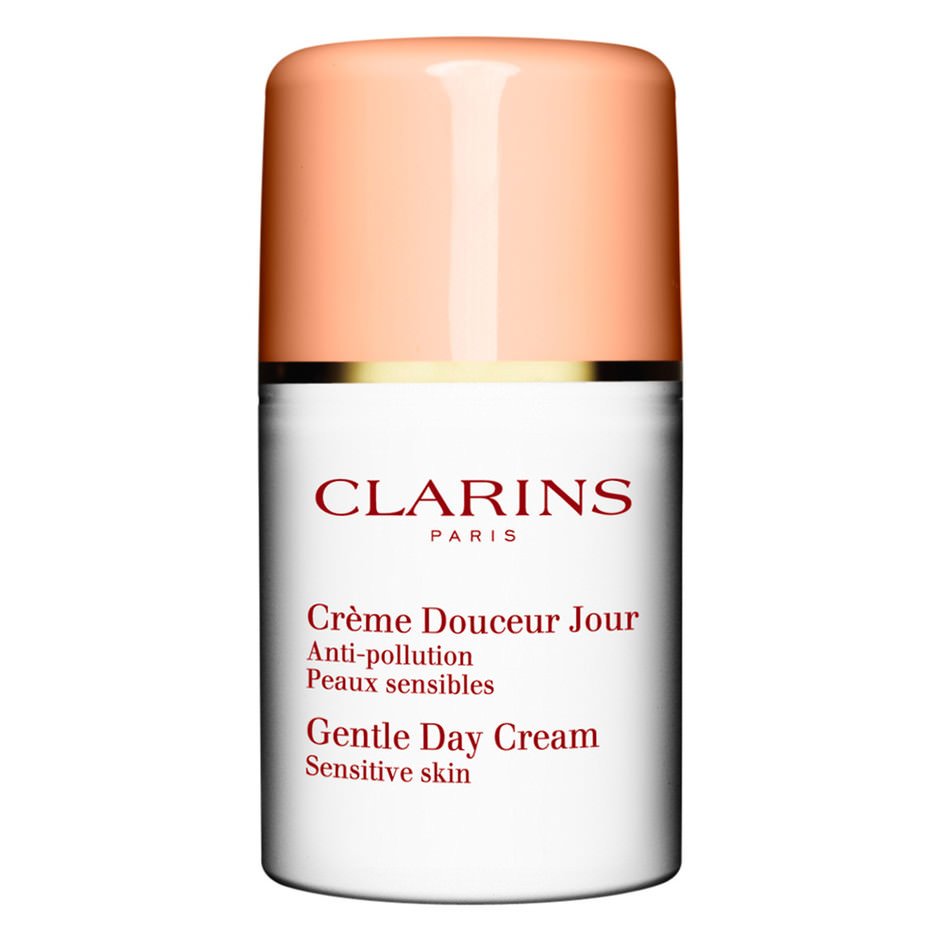 CLARINS
PARIS
Crème Douceur Jour
Anti-pollution
Peaux sensibles
Gentle Day Cream
Sensitive skin